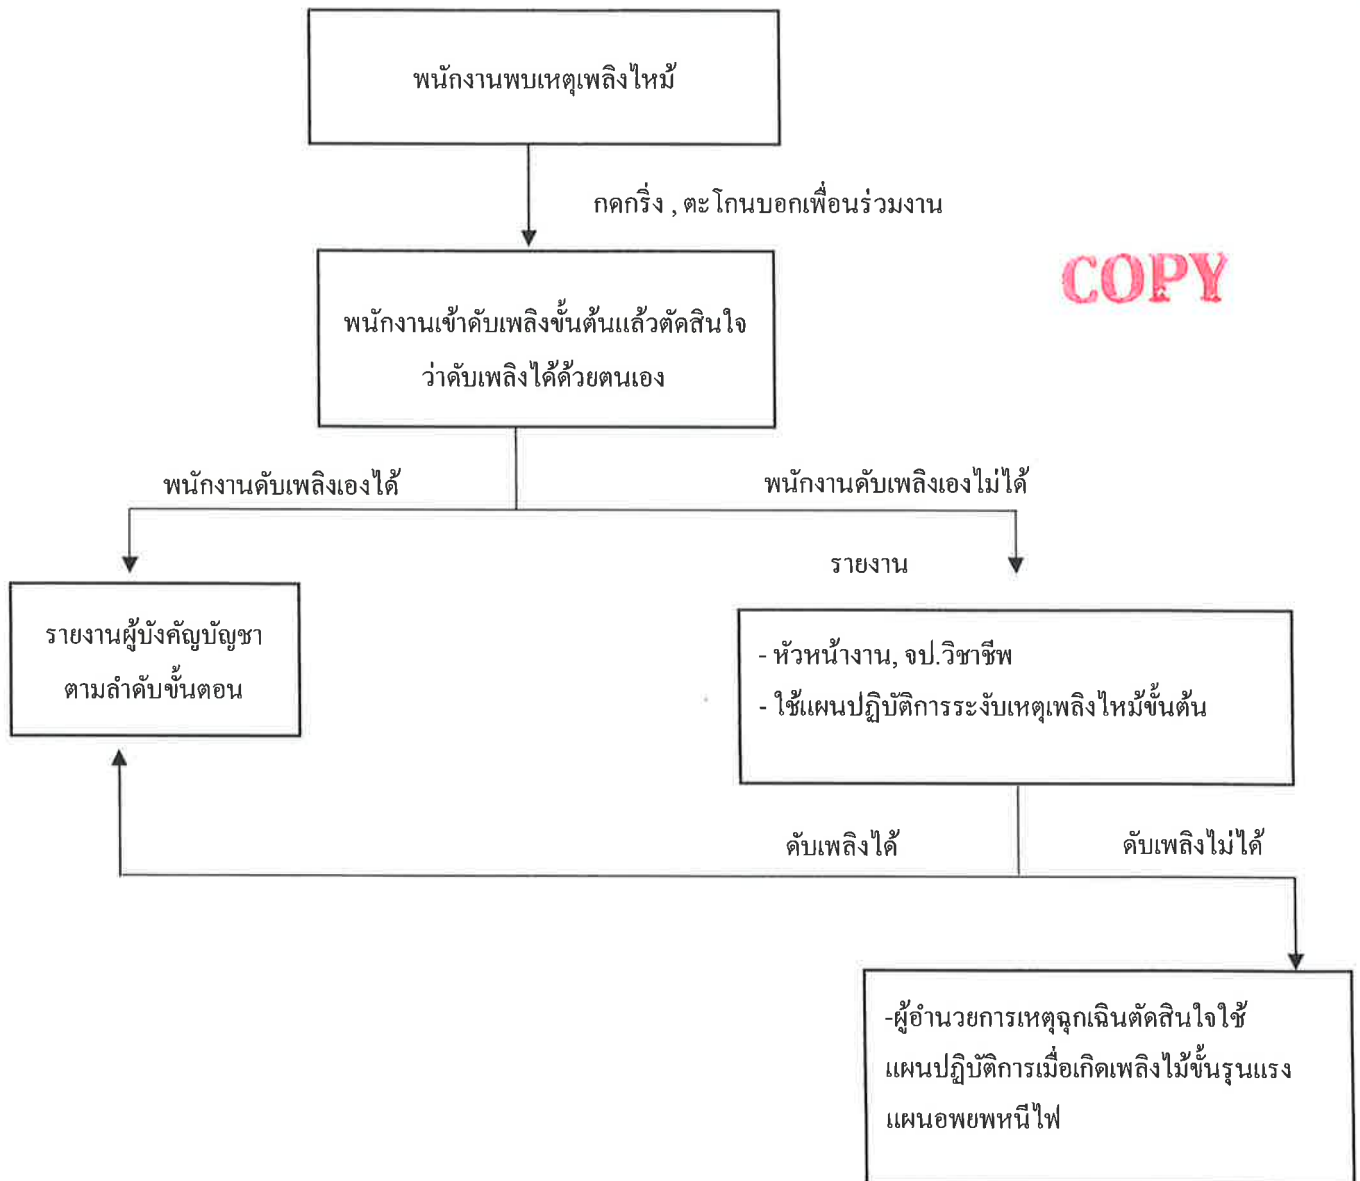 พนักงานพบเหตุเพลิงไหม้
กดกริ่ง , ตะโกนบอกเพื่อนร่วมงาน
COPY
พนักงานเข้าดับเพลิงขั้นต้นแล้วตัดสินใจ
ว่าดับเพลิงได้ด้วยตนเอง
พนักงานดับเพลิงเองได้
พนักงานดับเพลิงเองไม่ได้
รายงาน
รายงานผู้บังคัญบัญชา
ตามลำดับขั้นตอน
- หัวหน้างาน, จป.วิชาชีพ
- ใช้แผนปฏิบัติการระงับเหตุเพลิงไหม้ขั้นต้น
ดับเพลิงได้
ดับเพลิงไม่ได้
-ผู้อำนวยการเหตุฉุกเฉินตัดสินใจใช้
แผนปฏิบัติการเมื่อเกิดเพลิงไม้ขั้นรุนแรง
แผนอพยพหนีไฟ